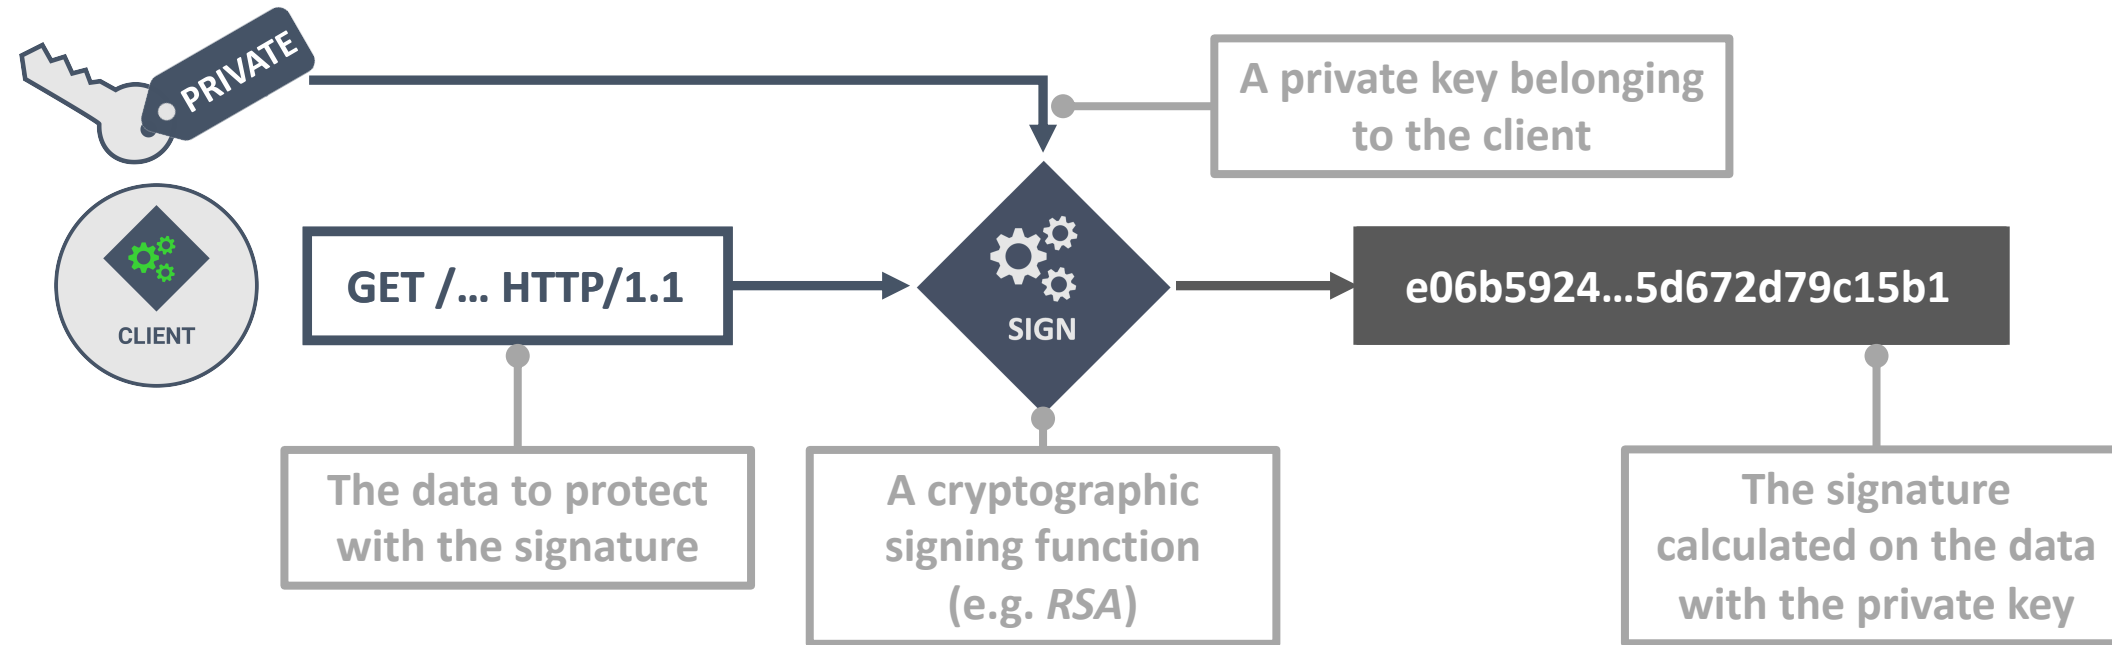 PRIVATE
A private key belonging
to the client
CLIENT
GET /... HTTP/1.1
SIGN
e06b5924...5d672d79c15b1
The data to protect
with the signature
A cryptographic
signing function
(e.g. RSA)
The signature
calculated on the data
with the private key